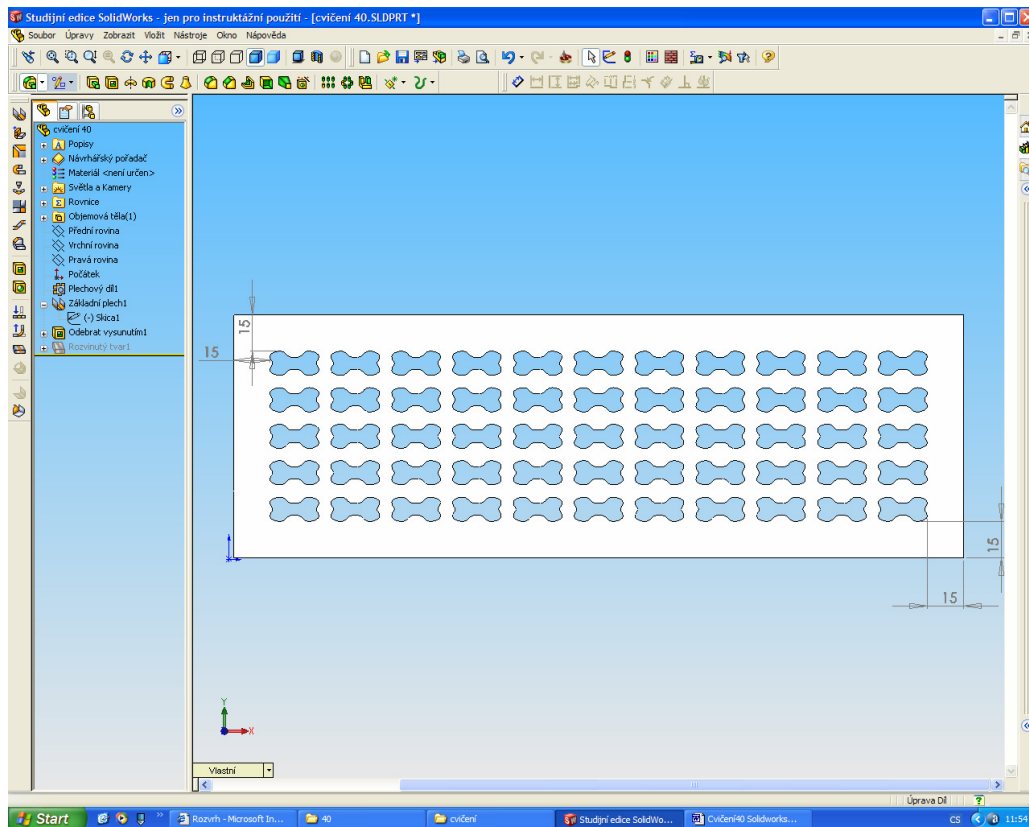 Studijní edice SolidWorks - jen pro instruktážní použití - [cvičení 40.SLDPRT *]
Soubor Úpravy Zobrazit Vložit Nástroje Okno Nápověda
cvičení 40
Popisy
Návrhářský pořadač
Materiál <není určen>
Světla a Kamery
Rovnice
Objemová těla(1)
Přední rovina
Vrchní rovina
Pravá rovina
Počátek
Plechový díl1
Základní plech1
(-) Skica1
Odebrat vysunutím1
Rozvinutý tvar1
15
15
15
15
Y
X
Vlastní
Úprava Díl
Start
Rozvrh - Microsoft In...
40
cvičení
Studijní edice SolidWo...
Cvičení40 Solidworks...
CS
11:54